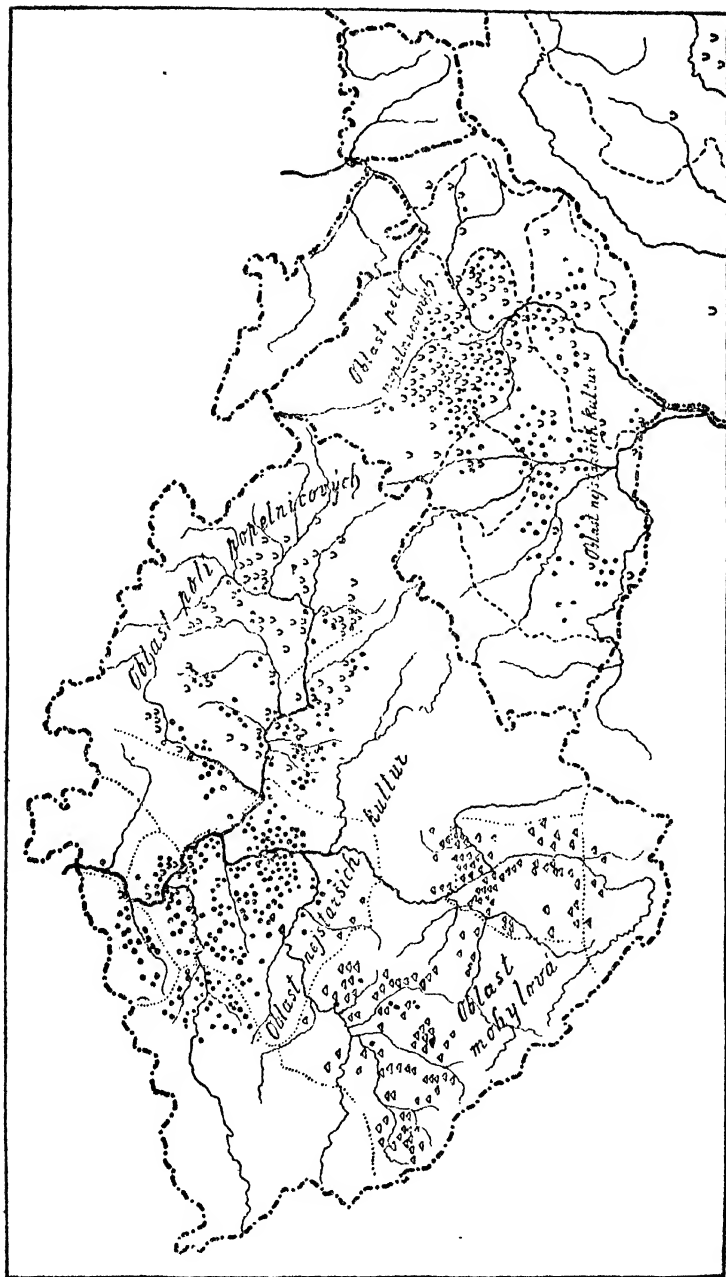 Oblast polí popelnicových
Oblast nejstarších kultur
Oblast
mohylová
Oblast polí
popelnicových
Oblast nejstarších kultur